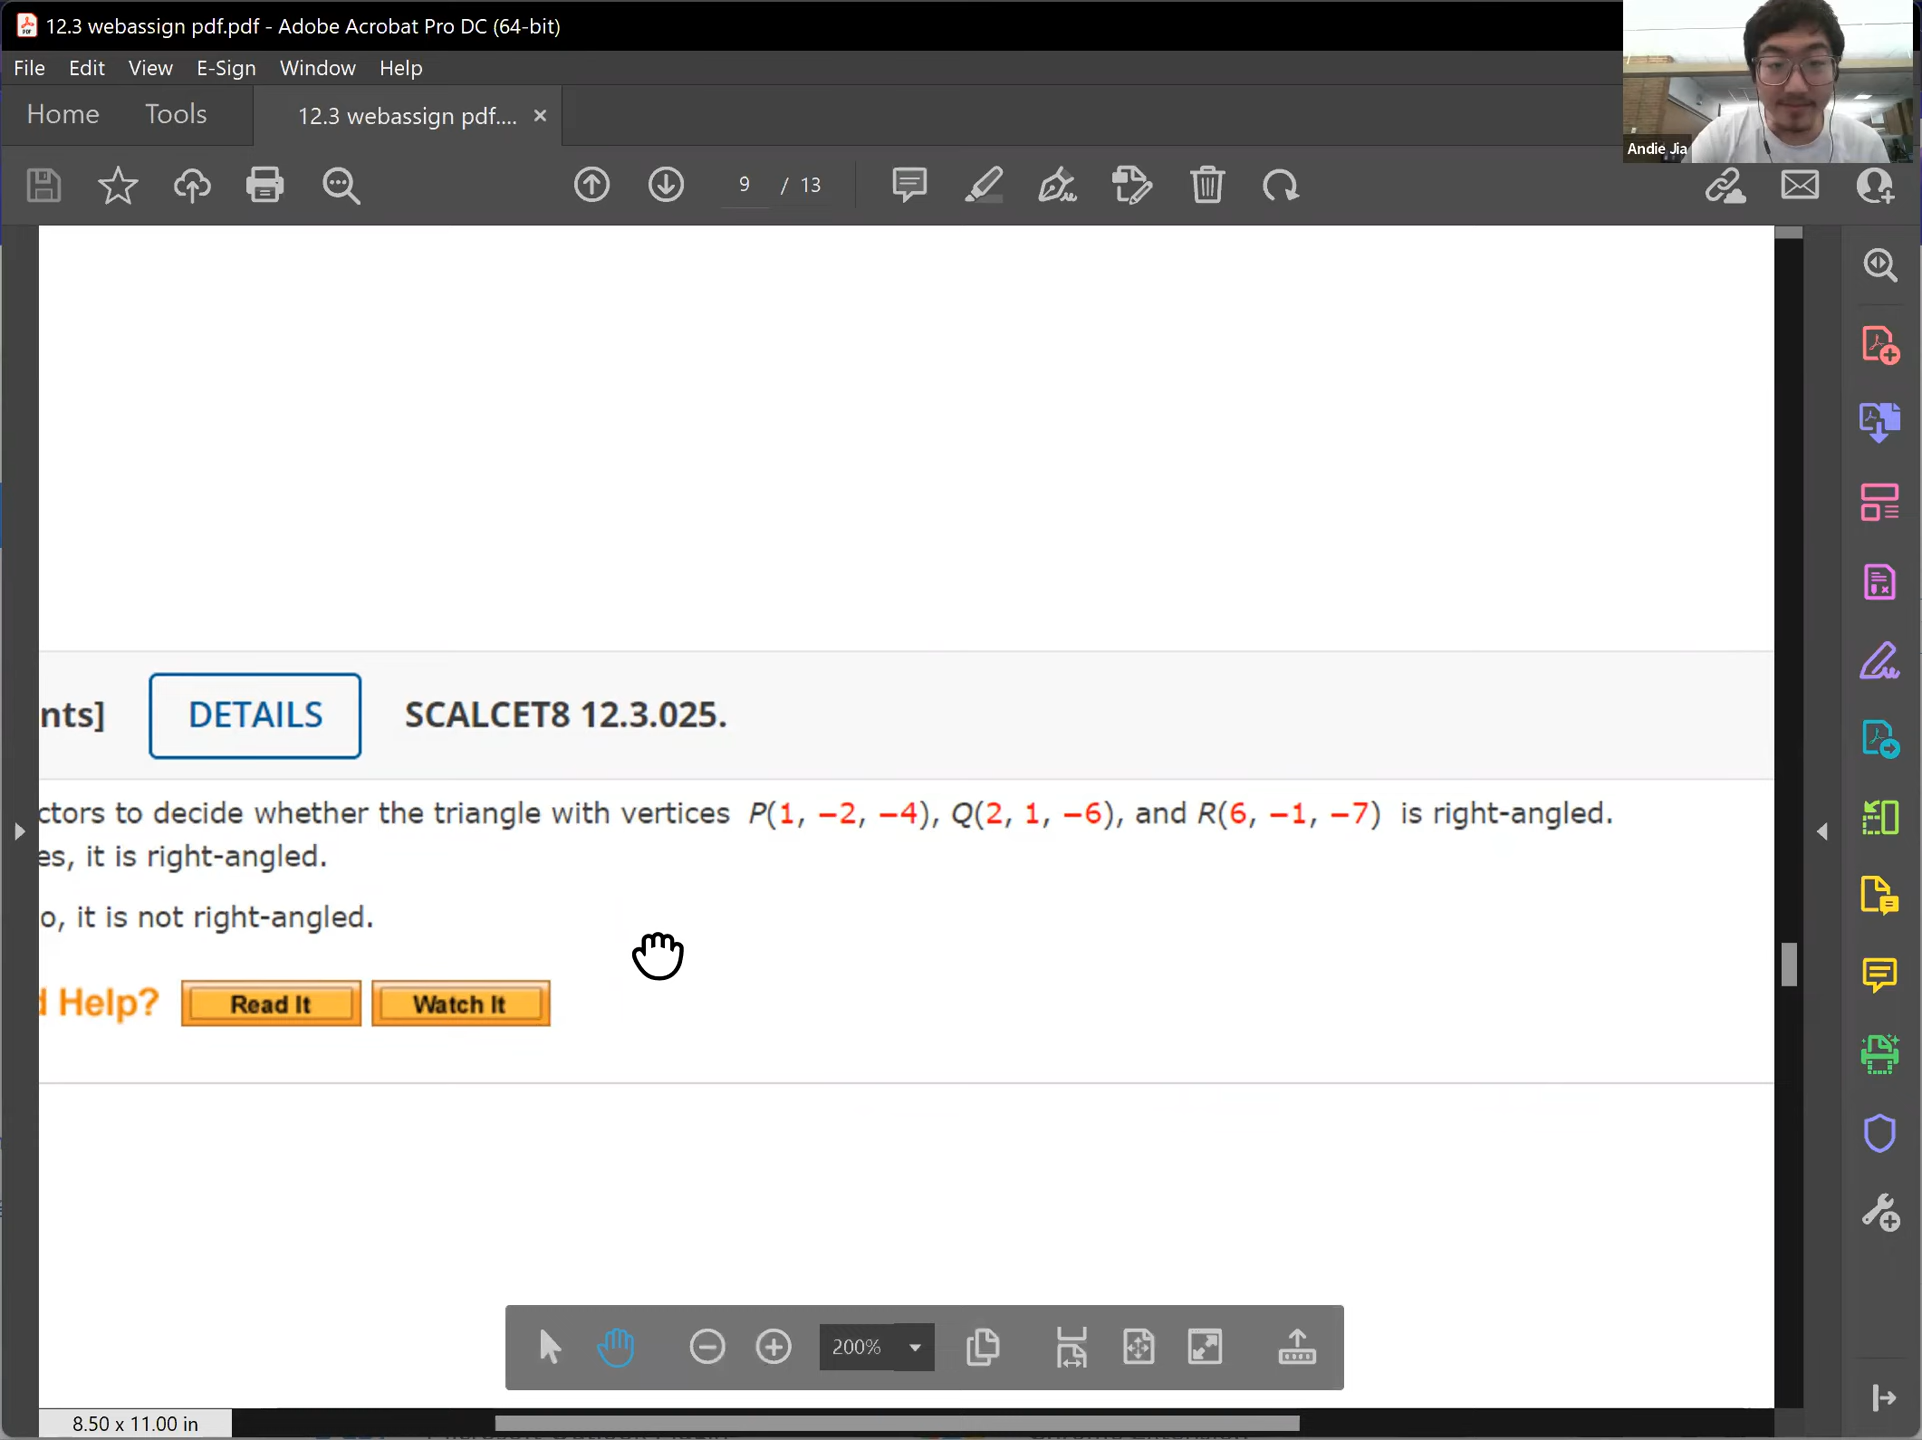 12.3 webassign pdf.pdf - Adobe Acrobat Pro DC (64-bit)
File Edit View E-Sign Window Help
Home Tools 12.3 webassign pdf.... ×
Andie Jia
9 / 13
nts] DETAILS SCALCET8 12.3.025.
ctors to decide whether the triangle with vertices P(1, −2, −4), Q(2, 1, −6), and R(6, −1, −7) is right-angled.
es, it is right-angled.
o, it is not right-angled.
d Help? Read It Watch It
200%
8.50 x 11.00 in